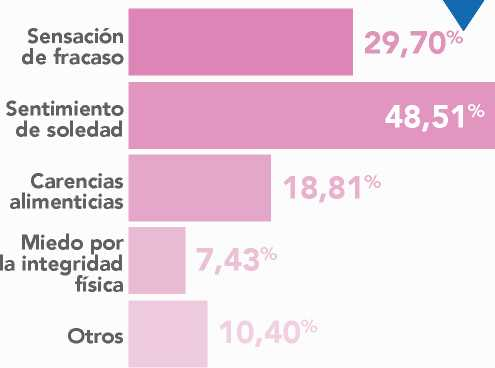 Sensación
de fracaso
29,70%
Sentimiento
de soledad
48,51%
Carencias
alimenticias
18,81%
Miedo por
la integridad
física
7,43%
Otros
10,40%